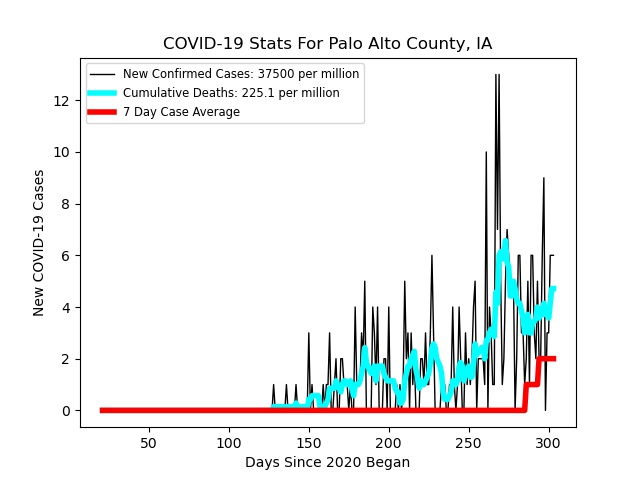 COVID-19 Stats For Palo Alto County, IA
New Confirmed Cases: 37500 per million
Cumulative Deaths: 225.1 per million
7 Day Case Average
New COVID-19 Cases
12
10
8
6
4
2
0
50 100 150 200 250 300
Days Since 2020 Began